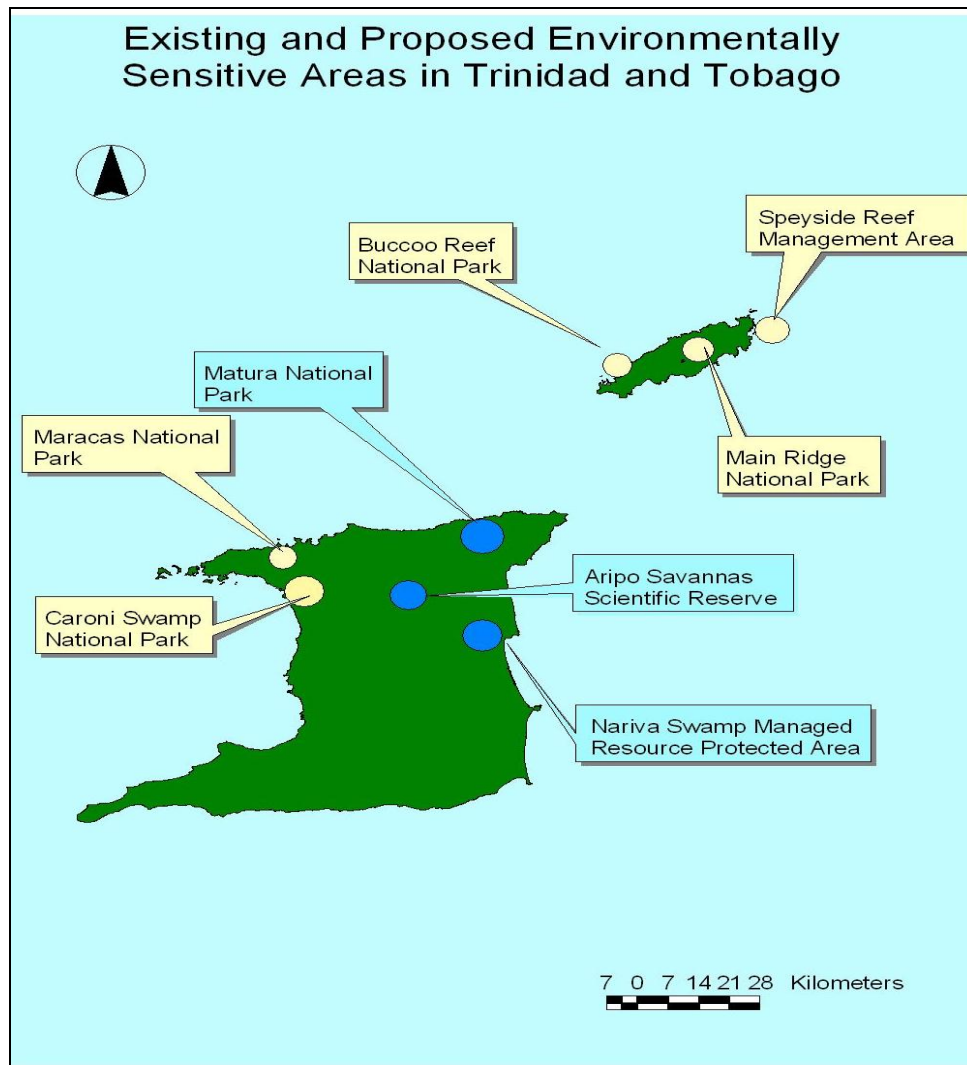 Existing and Proposed Environmentally
Sensitive Areas in Trinidad and Tobago
Speyside Reef
Management Area
Buccoo Reef
National Park
Matura National
Park
Maracas National
Park
Main Ridge
National Park
Aripo Savannas
Scientific Reserve
Caroni Swamp
National Park
Nariva Swamp Managed
Resource Protected Area
7 0 7 14 21 28 Kilometers